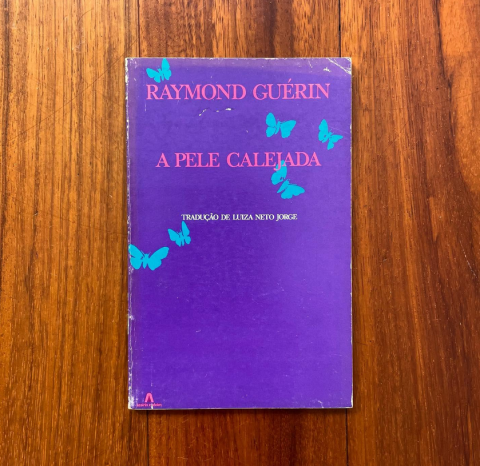 RAYMOND GUÉRIN
A PELE CALEJADA
TRADUÇÃO DE LUIZA NETO JORGE